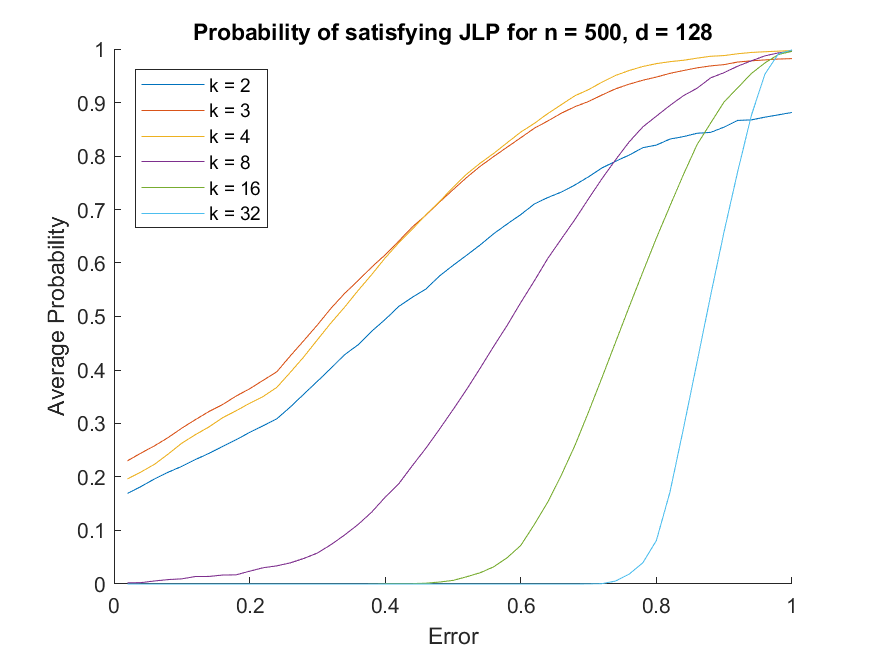 Probability of satisfying JLP for n = 500, d = 128
1
0.9
0.8
0.7
0.6
0.5
0.4
0.3
0.2
0.1
0
Average Probability
k = 2
k = 3
k = 4
k = 8
k = 16
k = 32
0 0.2 0.4 0.6 0.8 1
Error